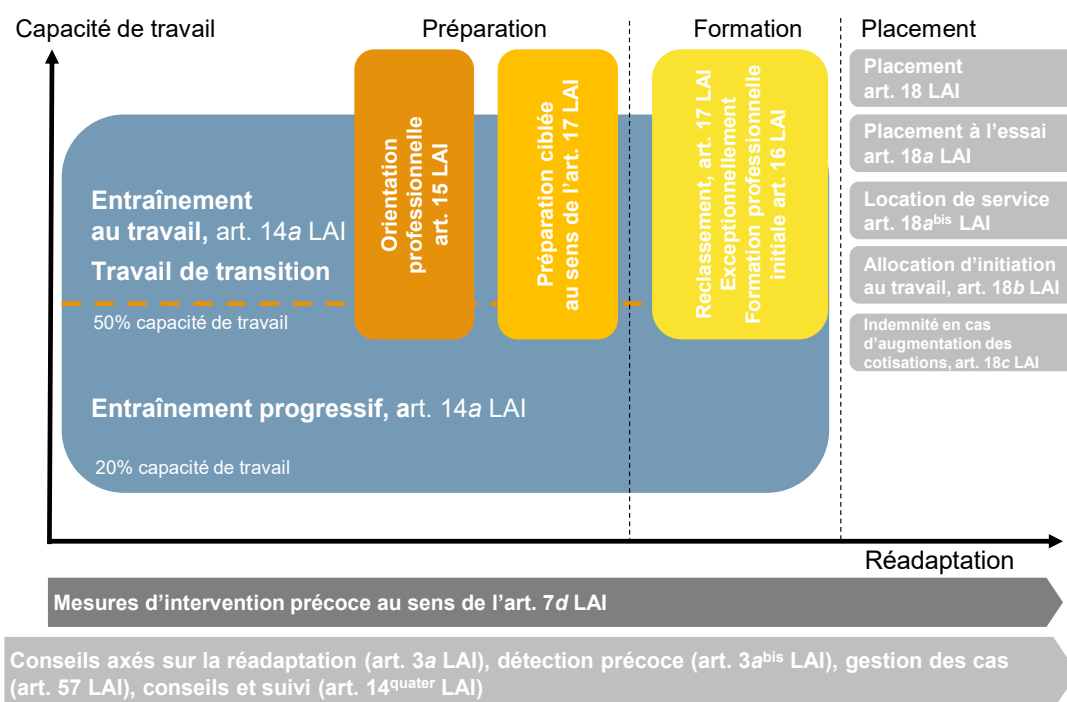 Capacité de travail
Préparation
Formation
Placement
Orientation
professionnelle
art. 15 LAI
Préparation ciblée
au sens de l'art. 17 LAI
Reclassement, art. 17 LAI
Exceptionnellement
Formation professionnelle
initiale art. 16 LAI
Placement
art. 18 LAI
Placement à l'essai
art. 18a LAI
Location de service
art. 18a^bis LAI
Allocation d'initiation
au travail, art. 18b LAI
Indemnité en cas
d'augmentation des
cotisations, art. 18c LAI
Entraînement
au travail, art. 14a LAI
Travail de transition
50% capacité de travail
Entraînement progressif, art. 14a LAI
20% capacité de travail
Réadaptation
Mesures d'intervention précoce au sens de l'art. 7d LAI
Conseils axés sur la réadaptation (art. 3a LAI), détection précoce (art. 3a^bis LAI), gestion des cas
(art. 57 LAI), conseils et suivi (art. 14^quater LAI)